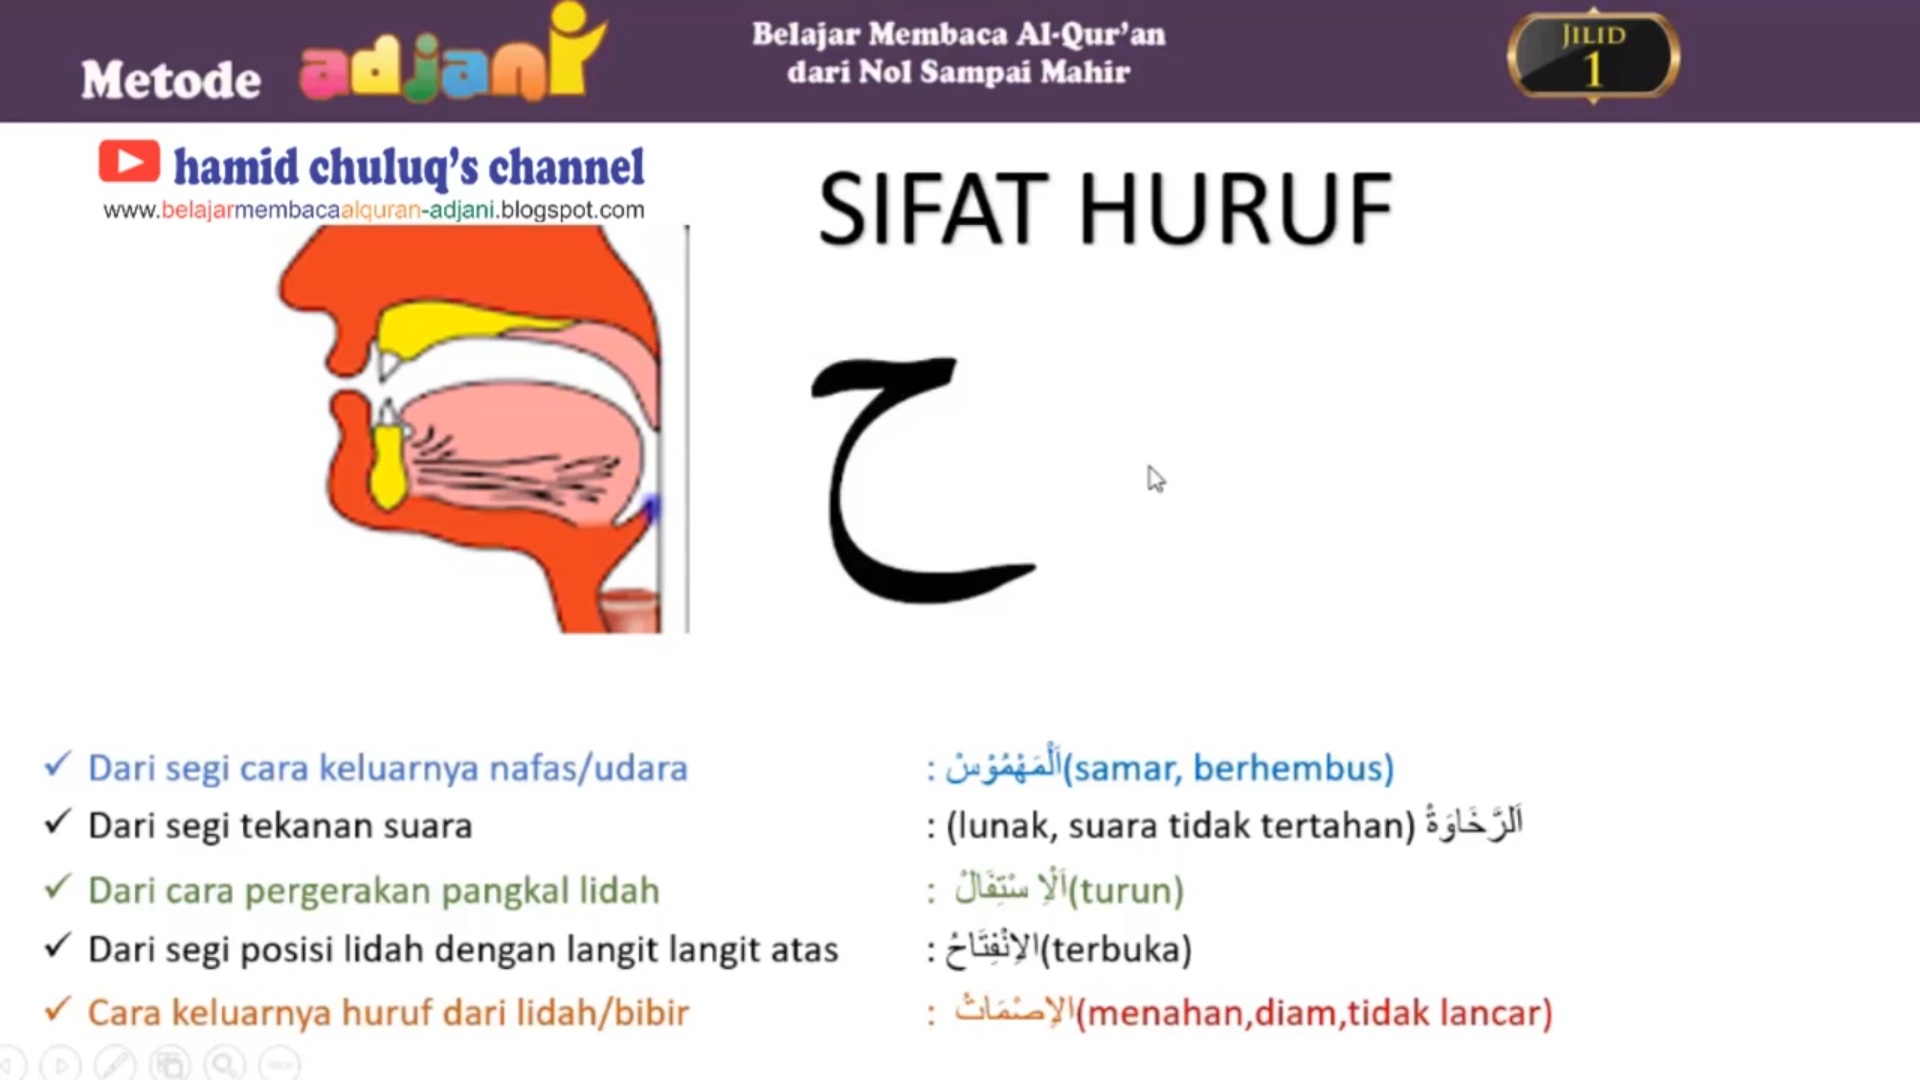 Metode adjani
Belajar Membaca Al-Qur'an
dari Nol Sampai Mahir
JILID
1
hamid chuluq's channel
www.belajarmembacaalquran-adjani.blogspot.com
SIFAT HURUF
ح
✓ Dari segi cara keluarnya nafas/udara : اَلْمَهْمُوْسْ(samar, berhembus)
✓ Dari segi tekanan suara : (lunak, suara tidak tertahan) اَلرَّخَاوَةْ
✓ Dari cara pergerakan pangkal lidah : اَلْاِ سْتِفَالْ(turun)
✓ Dari segi posisi lidah dengan langit langit atas : الاِنْفِتَاحُ(terbuka)
✓ Cara keluarnya huruf dari lidah/bibir : الاِصْمَاتْ(menahan,diam,tidak lancar)